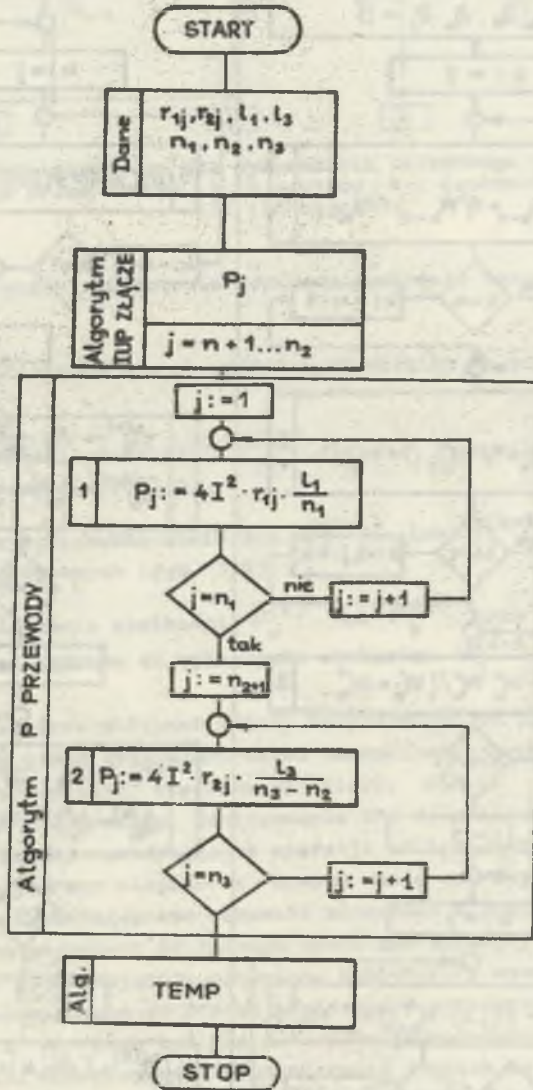 START
Dane
r₁ⱼ, r₂ⱼ, l₁, l₃
n₁, n₂, n₃
Algorytm
IUP ZŁĄCZE
Pⱼ
j = n + 1...n₂
Algorytm P PRZEWODY
j := 1
1
Pⱼ := 4I² · r₁ⱼ · l₁/n₁
j = n₁
nie
j := j+1
tak
j := n₂₊₁
2
Pⱼ := 4I² · r₂ⱼ · l₃/(n₃ − n₂)
j = n₃
j := j+1
Alg.
TEMP
STOP